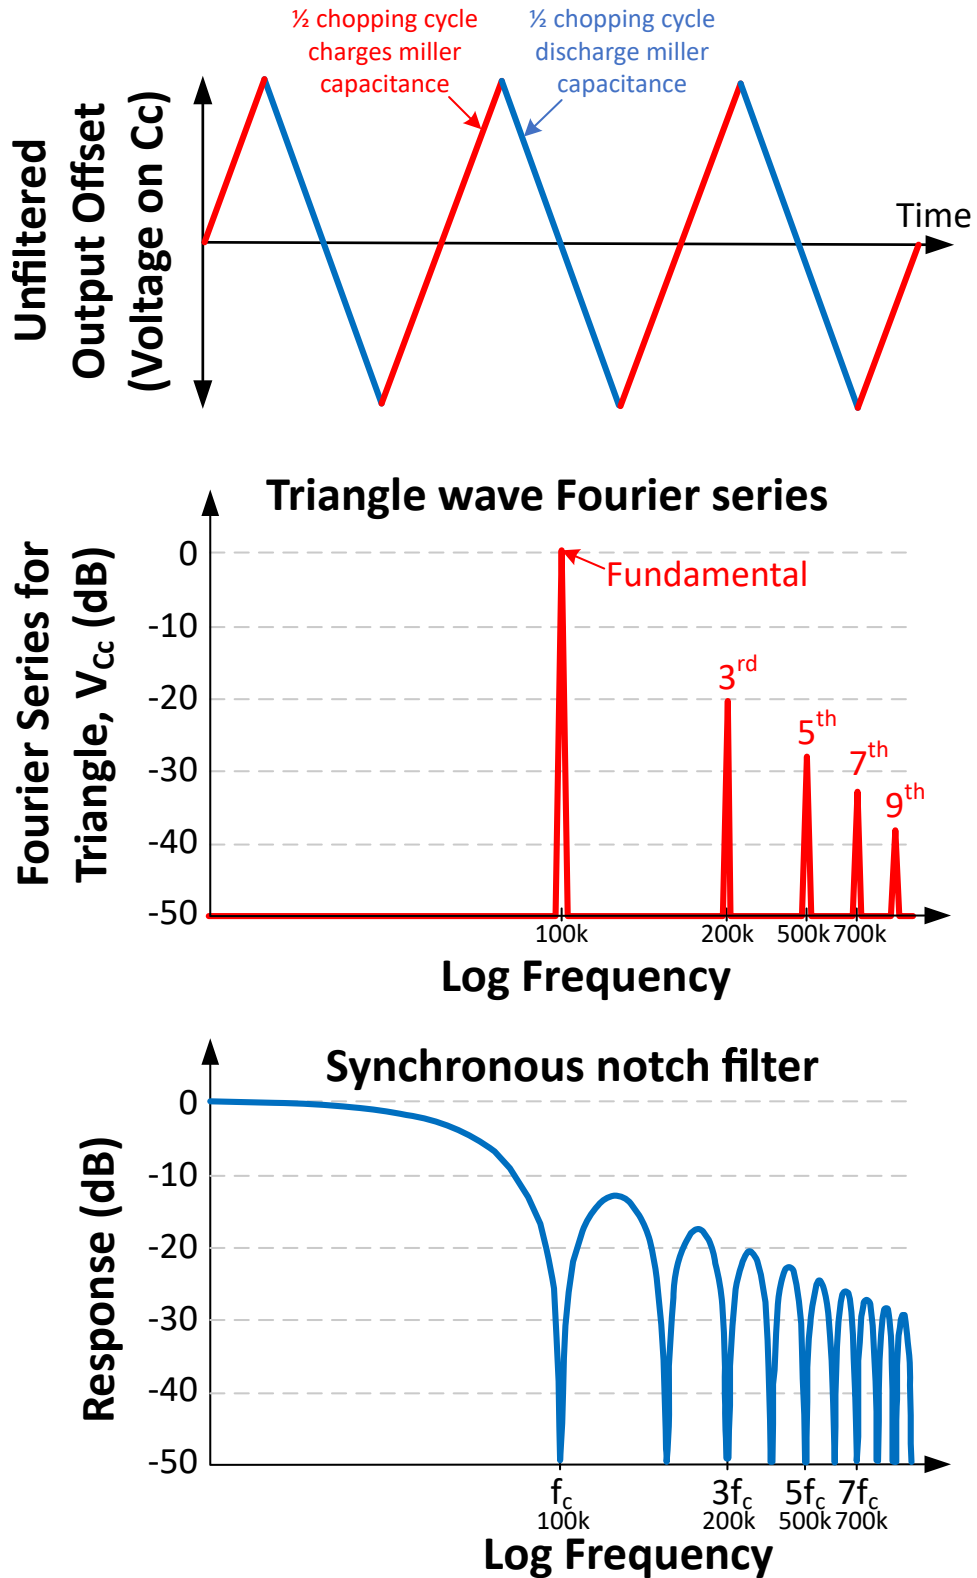 ½ chopping cycle
charges miller
capacitance
½ chopping cycle
discharge miller
capacitance
Unfiltered
Output Offset
(Voltage on Cc)
Time
Triangle wave Fourier series
Fourier Series for
Triangle, V_Cc (dB)
0
-10
-20
-30
-40
-50
Fundamental
3rd
5th
7th
9th
100k
200k
500k
700k
Log Frequency
Synchronous notch filter
Response (dB)
0
-10
-20
-30
-40
-50
fc
3fc
5fc
7fc
100k
200k
500k
700k
Log Frequency